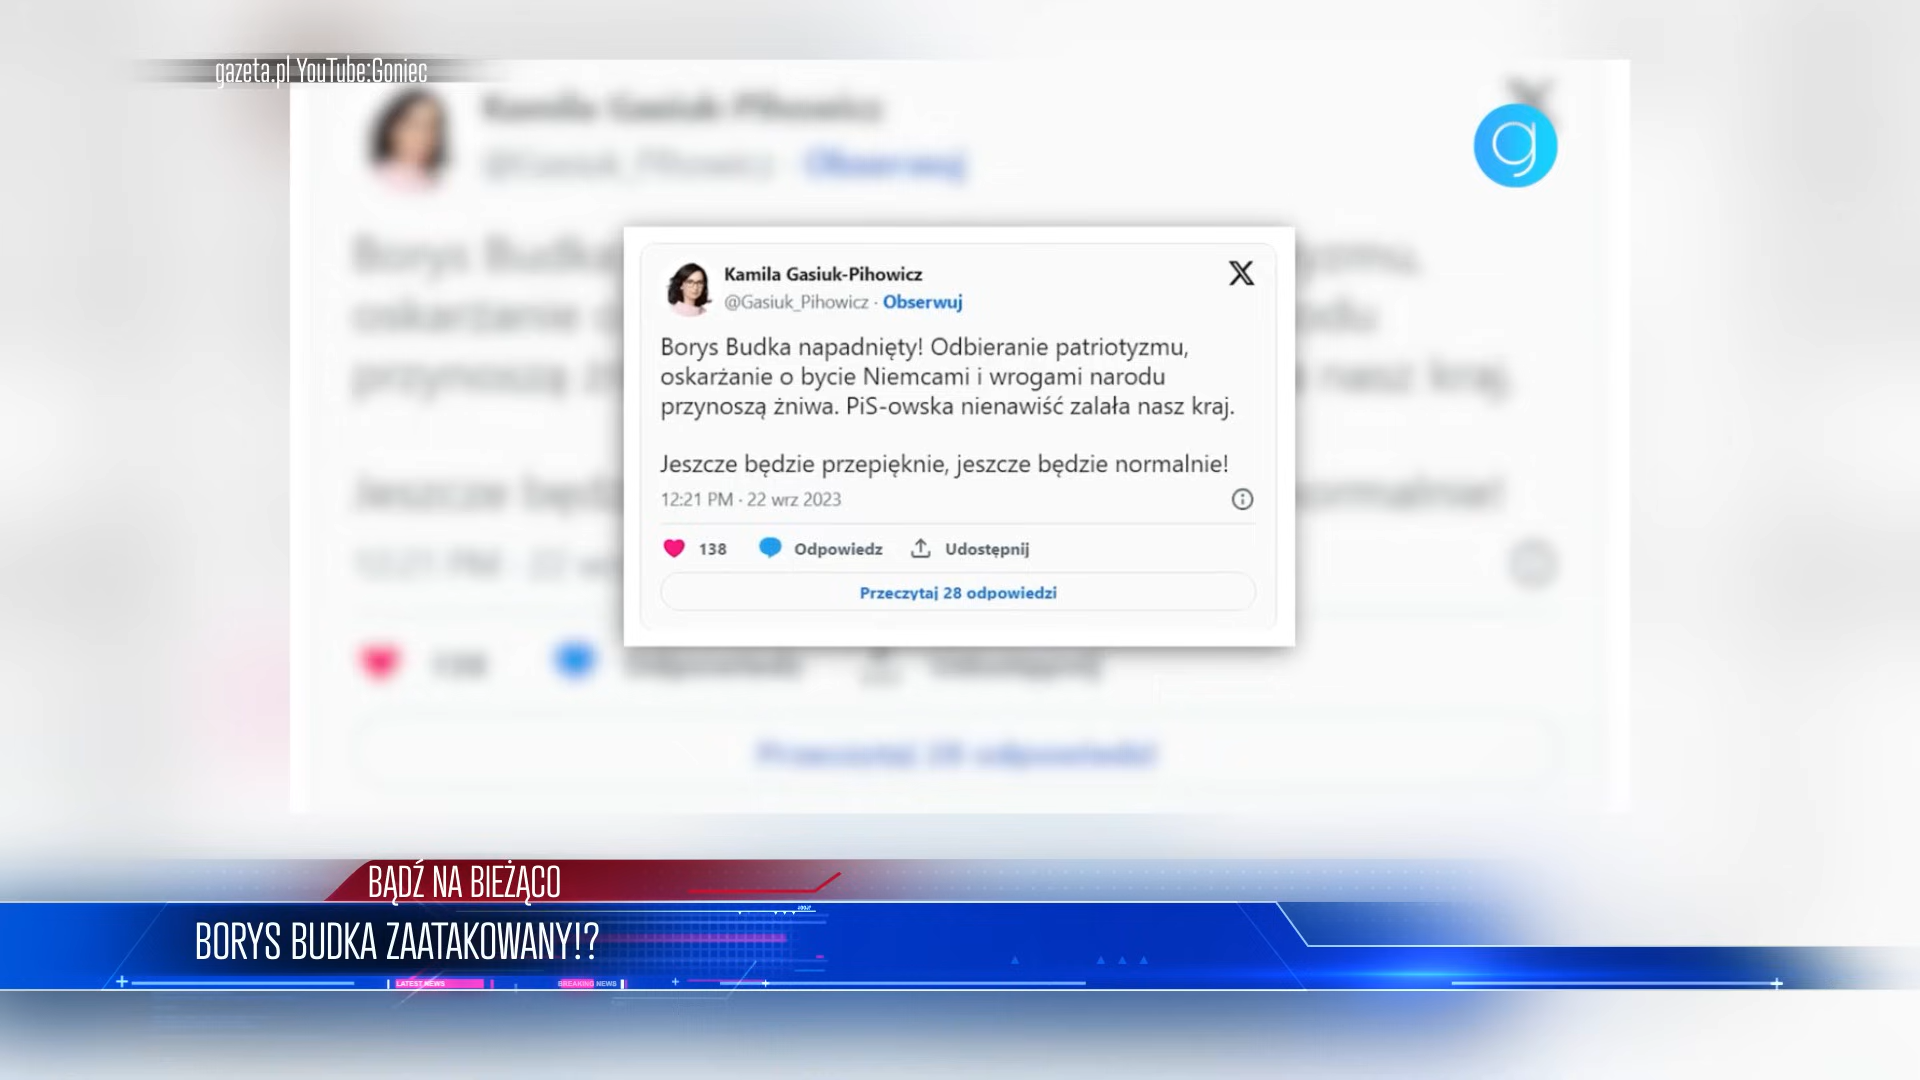 gazeta.pl YouTube:Goniec
g
Kamila Gasiuk-Pihowicz
@Gasiuk_Pihowicz · Obserwuj
Borys Budka napadnięty! Odbieranie patriotyzmu,
oskarżanie o bycie Niemcami i wrogami narodu
przynoszą żniwa. PiS-owska nienawiść zalała nasz kraj.
Jeszcze będzie przepięknie, jeszcze będzie normalnie!
12:21 PM · 22 wrz 2023
138 Odpowiedz Udostępnij
Przeczytaj 28 odpowiedzi
BĄDŹ NA BIEŻĄCO
BORYS BUDKA ZAATAKOWANY!?
LATEST NEWS BREAKING NEWS